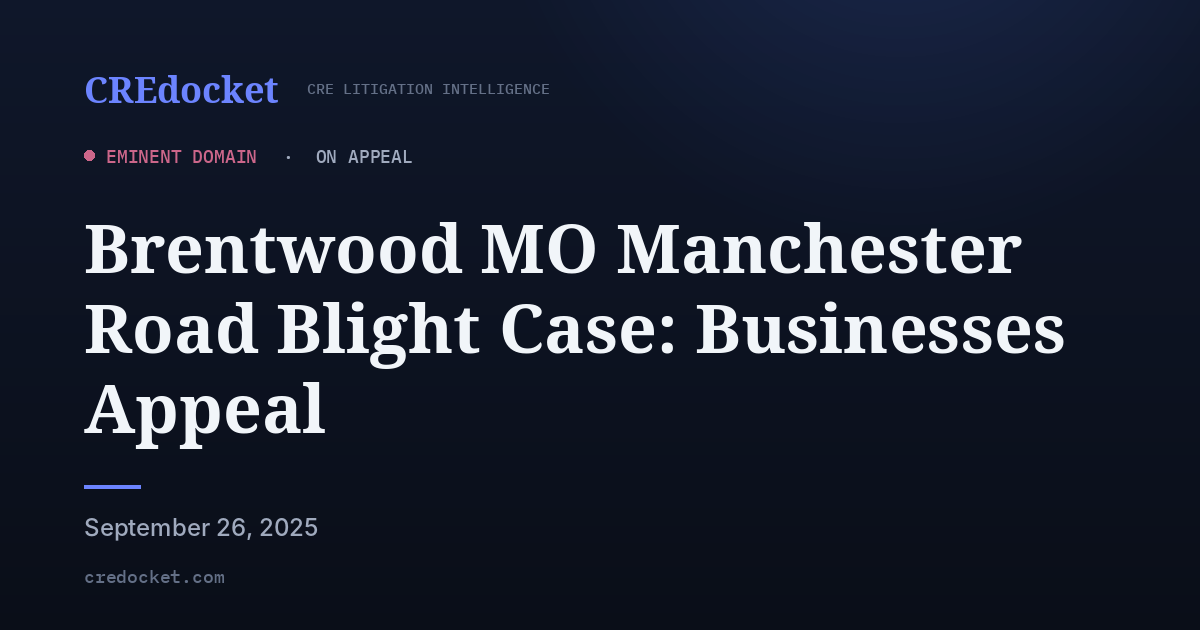 CREdocket CRE LITIGATION INTELLIGENCE
EMINENT DOMAIN · ON APPEAL
Brentwood MO Manchester
Road Blight Case: Businesses
Appeal
September 26, 2025
credocket.com